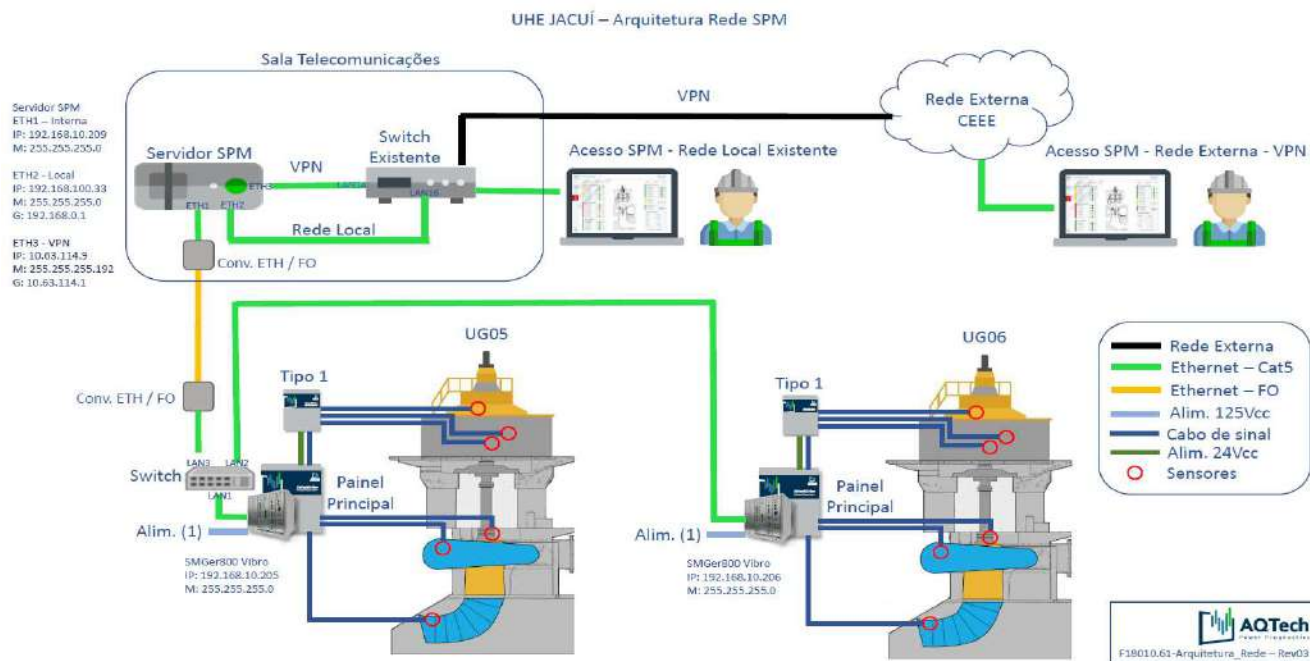 UHE JACUÍ – Arquitetura Rede SPM
Sala Telecomunicações
Servidor SPM
ETH1 – Interna
IP: 192.168.10.209
M: 255.255.255.0
ETH2 - Local
IP: 192.168.100.33
M: 255.255.255.0
G: 192.168.0.1
ETH3 - VPN
IP: 10.63.114.9
M: 255.255.255.192
G: 10.63.114.1
Servidor SPM
ETH3
ETH1
ETH2
VPN
Switch
Existente
LAN16
Rede Local
Conv. ETH / FO
VPN
Rede Externa
CEEE
Acesso SPM - Rede Local Existente
Acesso SPM - Rede Externa - VPN
Conv. ETH / FO
Switch
LAN3
LAN2
LAN1
Alim. (1)
Tipo 1
UG05
Painel
Principal
SMGer800 Vibro
IP: 192.168.10.205
M: 255.255.255.0
Tipo 1
UG06
Painel
Principal
Alim. (1)
SMGer800 Vibro
IP: 192.168.10.206
M: 255.255.255.0
Rede Externa
Ethernet – Cat5
Ethernet – FO
Alim. 125Vcc
Cabo de sinal
Alim. 24Vcc
Sensores
AQTech
Power Prognostics
F18010.61-Arquitetura_Rede – Rev03